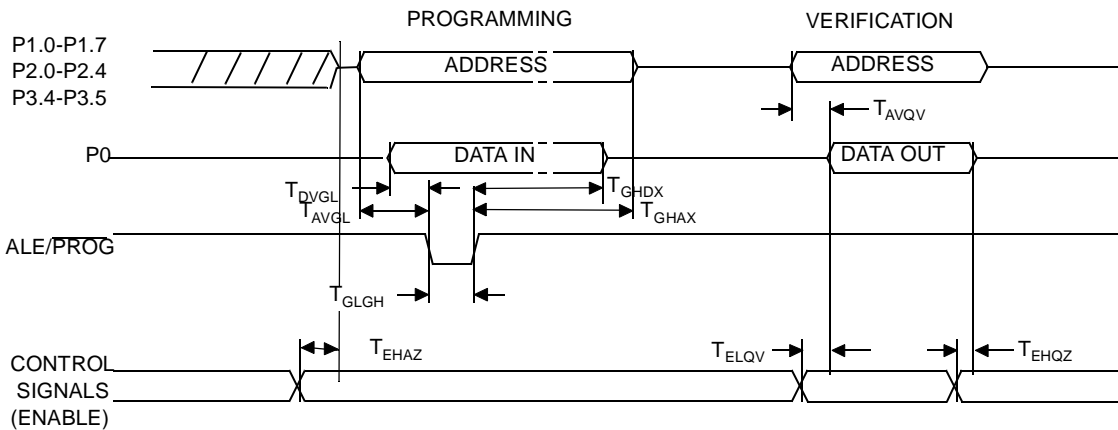 PROGRAMMING
VERIFICATION
P1.0-P1.7
P2.0-P2.4
P3.4-P3.5
ADDRESS
ADDRESS
TAVQV
P0
DATA IN
DATA OUT
TDVGL
TGHDX
TAVGL
TGHAX
ALE/PROG
TGLGH
TEHAZ
TELQV
TEHQZ
CONTROL
SIGNALS
(ENABLE)